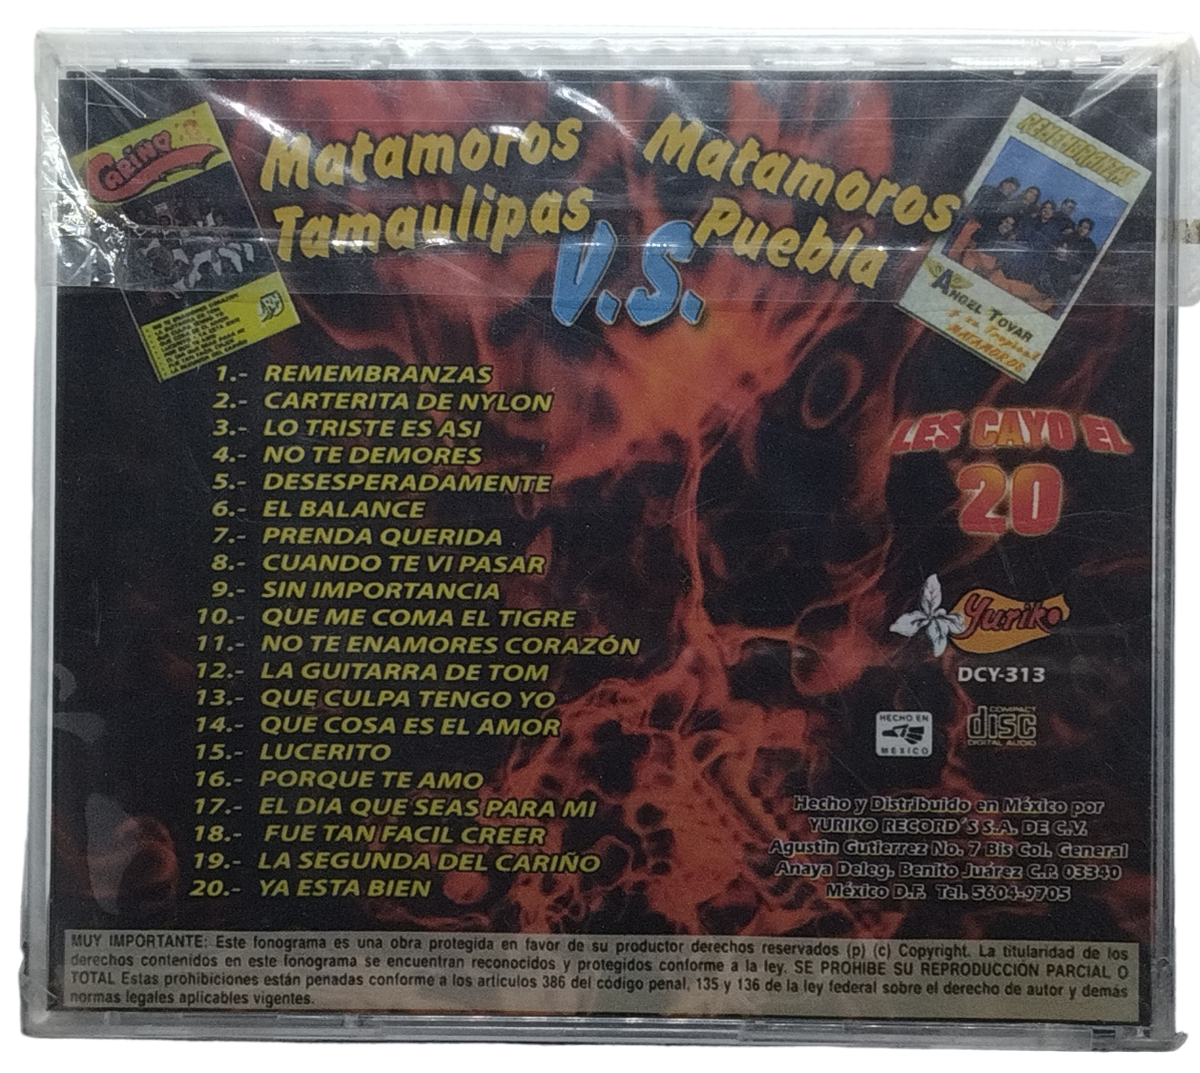 Matamoros
Tamaulipas
V.S.
Matamoros
Puebla
REMEMBRANZAS
ANGEL TOVAR
y su Tropical
MATAMOROS
1.- REMEMBRANZAS
2.- CARTERITA DE NYLON
3.- LO TRISTE ES ASI
4.- NO TE DEMORES
5.- DESESPERADAMENTE
6.- EL BALANCE
7.- PRENDA QUERIDA
8.- CUANDO TE VI PASAR
9.- SIN IMPORTANCIA
10.- QUE ME COMA EL TIGRE
11.- NO TE ENAMORES CORAZÓN
12.- LA GUITARRA DE TOM
13.- QUE CULPA TENGO YO
14.- QUE COSA ES EL AMOR
15.- LUCERITO
16.- PORQUE TE AMO
17.- EL DIA QUE SEAS PARA MI
18.- FUE TAN FACIL CREER
19.- LA SEGUNDA DEL CARIÑO
20.- YA ESTA BIEN
LES CAYO EL
20
Yuriko
DCY-313
HECHO EN
MEXICO
COMPACT
disc
DIGITAL AUDIO
Hecho y Distribuido en México por
YURIKO RECORD´S S.A. DE C.V.
Agustin Gutierrez No. 7 Bis Col. General
Anaya Deleg. Benito Juarez C.P. 03340
México D.F. Tel. 5604-9705
MUY IMPORTANTE: Este fonograma es una obra protegida en favor de su productor derechos reservados (p) (c) Copyright. La titularidad de los
derechos contenidos en este fonograma se encuentran reconocidos y protegidos conforme a la ley. SE PROHIBE SU REPRODUCCIÓN PARCIAL O
TOTAL Estas prohibiciones están penadas conforme a los articulos 386 del código penal, 135 y 136 de la ley federal sobre el derecho de autor y demás
normas legales aplicables vigentes.